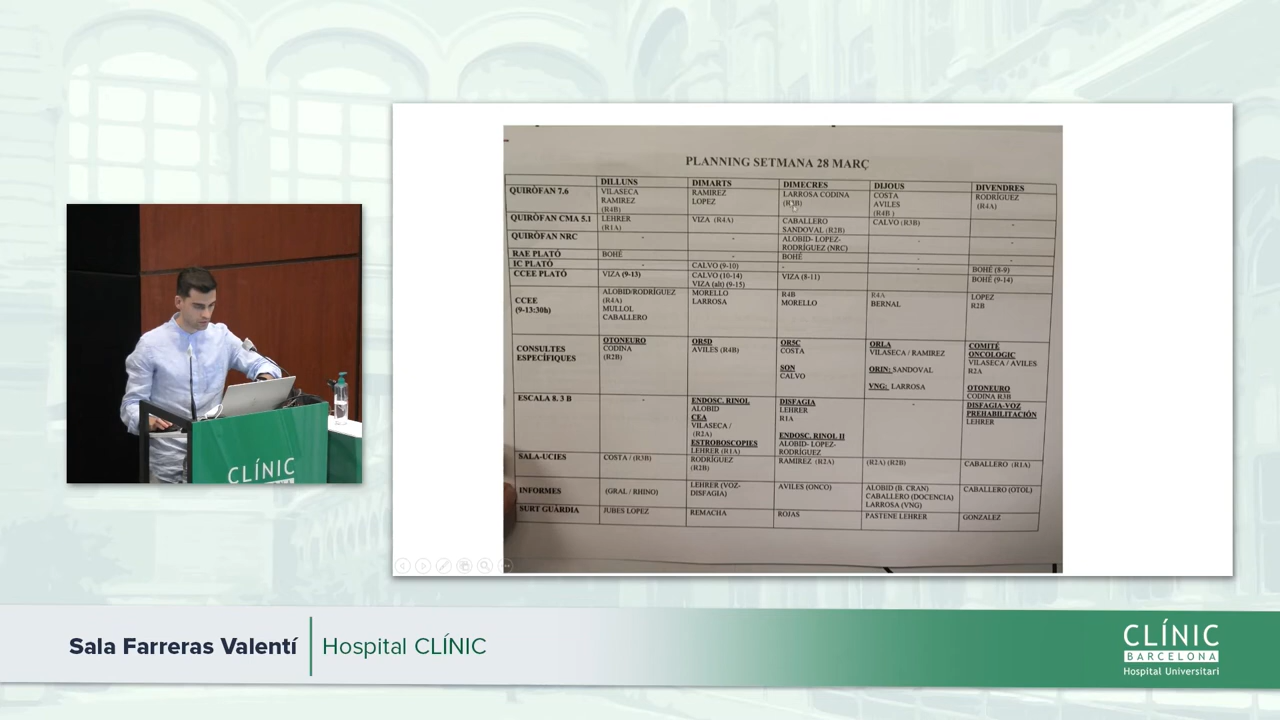 PLANNING SETMANA 28 MARÇ
DILLUNS DIMARTS DIMECRES DIJOUS DIVENDRES
QUIRÒFAN 7.6
VILASECA
RAMIREZ
(R4B)
RAMIREZ
LOPEZ
LARROSA CODINA
COSTA
AVILES
(R4B )
RODRÍGUEZ
(R4A)
QUIRÒFAN CMA 5.1
LEHRER
(R1A)
VIZA (R4A)
CABALLERO
SANDOVAL (R2B)
CALVO (R3B)
-
QUIRÒFAN NRC
-
-
ALOBID- LOPEZ-
RODRÍGUEZ (NRC)
-
-
RAE PLATÓ
BOHÉ
-
BOHÉ
-
-
IC PLATÓ
-
CALVO (9-10)
-
-
BOHÉ (8-9)
CCEE PLATÓ
VIZA (9-13)
CALVO (10-14)
VIZA (alt) (9-15)
VIZA (8-11)
BOHÉ (9-14)
CCEE
(9-13:30h)
ALOBID/RODRÍGUEZ
(R4A)
MULLOL
CABALLERO
MORELLO
LARROSA
R4B
MORELLO
R4A
BERNAL
LOPEZ
R2B
CONSULTES
ESPECÍFIQUES
OTONEURO
CODINA
(R2B)
OR5D
AVILES (R4B)
OR5C
COSTA
SON
CALVO
ORLA
VILASECA / RAMIREZ
ORIN: SANDOVAL
VNG: LARROSA
COMITÉ
ONCOLOGIC
VILASECA / AVILES
R2A
OTONEURO
CODINA R3B
ESCALA 8. 3 B
-
ENDOSC. RINOL
ALOBID
CEA
VILASECA /
(R2A)
ESTROBOSCOPIES
LEHRER (R1A)
DISFAGIA
LEHRER
R1A
ENDOSC. RINOL II
ALOBID- LOPEZ-
RODRÍGUEZ
-
DISFAGIA-VOZ
PREHABILITACIÓN
LEHRER
SALA-UCIES
COSTA / (R3B)
RODRÍGUEZ
(R2B)
RAMIREZ (R2A)
(R2A) (R2B)
CABALLERO (R1A)
INFORMES
(GRAL / RHINO)
LEHRER (VOZ-
DISFAGIA)
AVILES (ONCO)
ALOBID (B. CRAN)
CABALLERO (DOCENCIA)
LARROSA (VNG)
CABALLERO (OTOL)
SURT GUÀRDIA
JUBES LOPEZ
REMACHA
ROJAS
PASTENE LEHRER
GONZALEZ
CLÍNIC
Sala Farreras Valentí
Hospital CLÍNIC
CLÍNIC
BARCELONA
Hospital Universitari